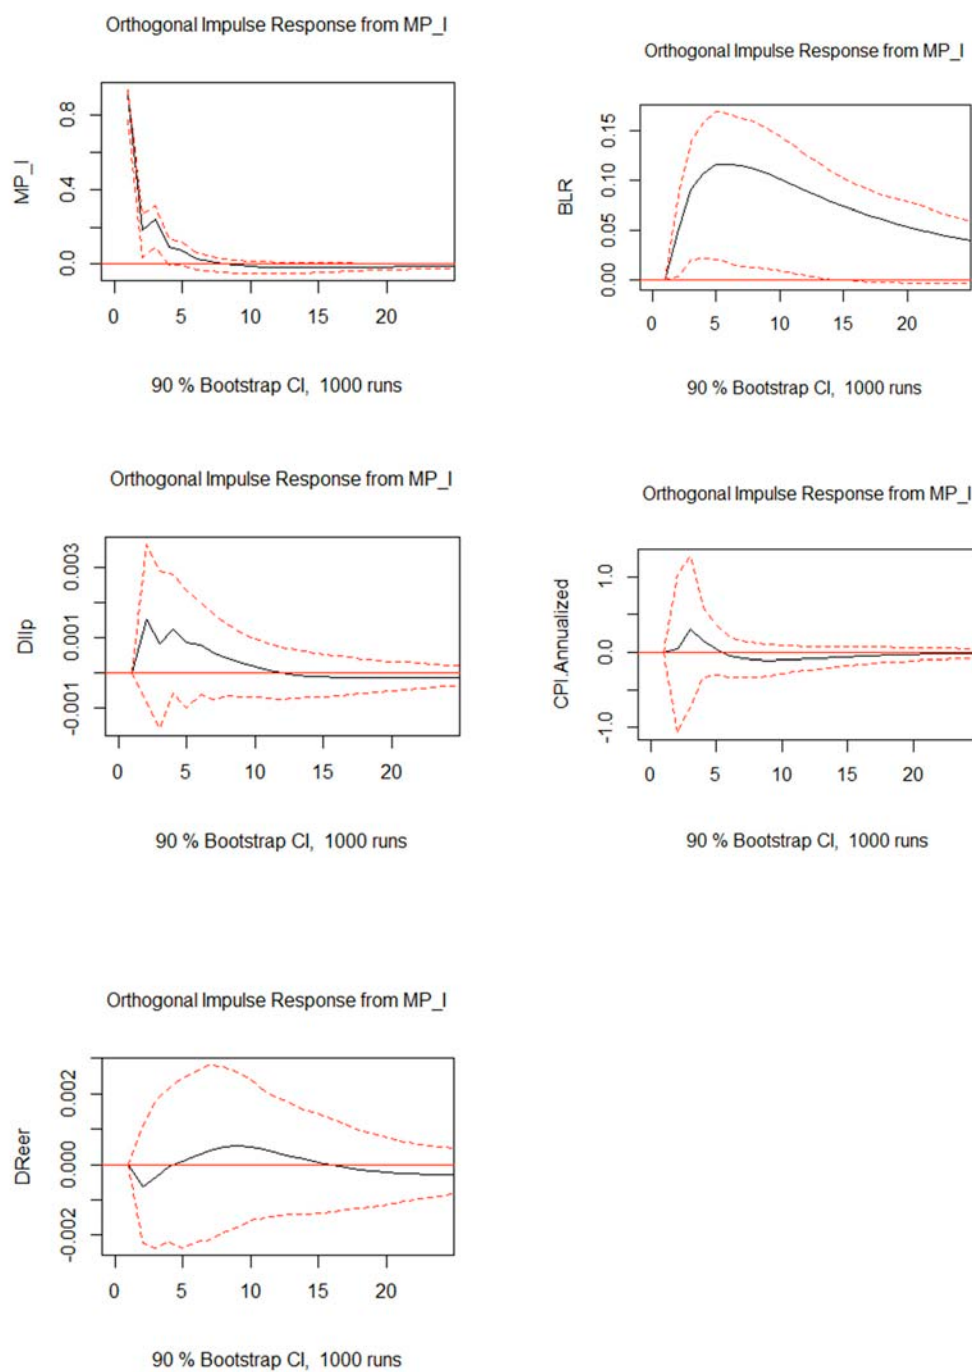 Orthogonal Impulse Response from MP_I
MP_I
0.8
0.4
0.0
0 5 10 15 20
90 % Bootstrap CI, 1000 runs
Orthogonal Impulse Response from MP_I
BLR
0.15
0.10
0.05
0.00
0 5 10 15 20
90 % Bootstrap CI, 1000 runs
Orthogonal Impulse Response from MP_I
DIIp
0.003
0.001
-0.001
0 5 10 15 20
90 % Bootstrap CI, 1000 runs
Orthogonal Impulse Response from MP_I
CPI.Annualized
1.0
0.0
-1.0
0 5 10 15 20
90 % Bootstrap CI, 1000 runs
Orthogonal Impulse Response from MP_I
DReer
0.002
0.000
-0.002
0 5 10 15 20
90 % Bootstrap CI, 1000 runs